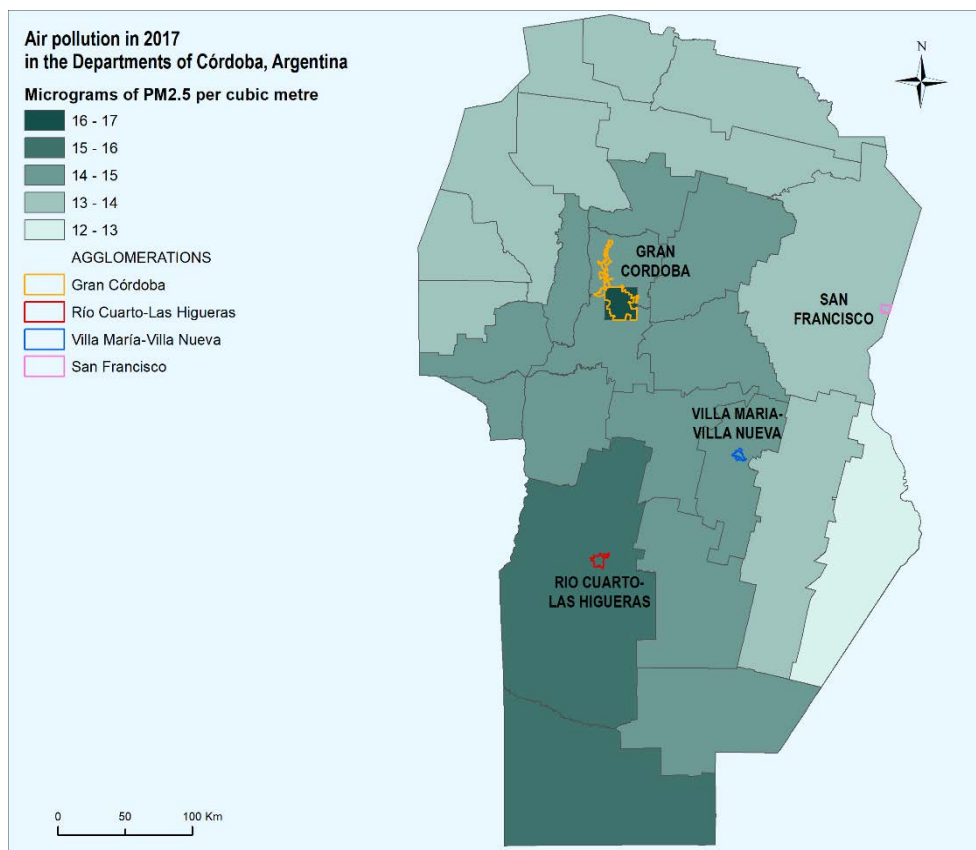 Air pollution in 2017
in the Departments of Córdoba, Argentina
Micrograms of PM2.5 per cubic metre
16 - 17
15 - 16
14 - 15
13 - 14
12 - 13
AGGLOMERATIONS
Gran Córdoba
Río Cuarto-Las Higueras
Villa María-Villa Nueva
San Francisco
N
GRAN
CORDOBA
SAN
FRANCISCO
VILLA MARIA-
VILLA NUEVA
RIO CUARTO-
LAS HIGUERAS
0 50 100 Km